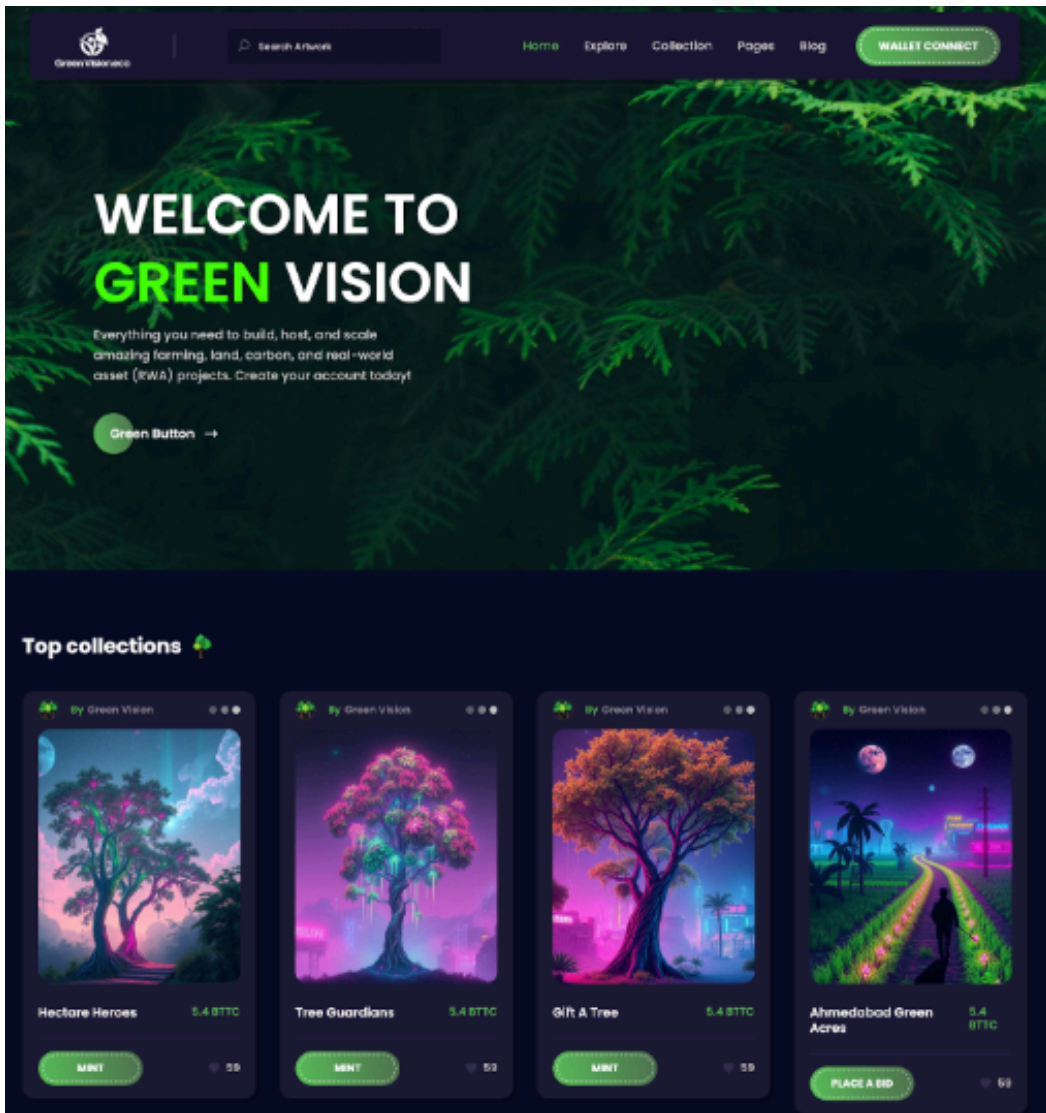 GreenVision.eco
Search Artwork
Home
Explore
Collection
Pages
Blog
WALLET CONNECT
WELCOME TO
GREEN VISION
Everything you need to build, host, and scale
amazing farming, land, carbon, and real-world
asset (RWA) projects. Create your account today!
Green Button →
Top collections
By Green Vision
By Green Vision
By Green Vision
By Green Vision
Hectare Heroes
5.4 BTTC
Tree Guardians
5.4 BTTC
Gift A Tree
5.4 BTTC
Ahmedabad Green
Acres
5.4
BTTC
MINT
59
MINT
59
MINT
59
PLACE A BID
59